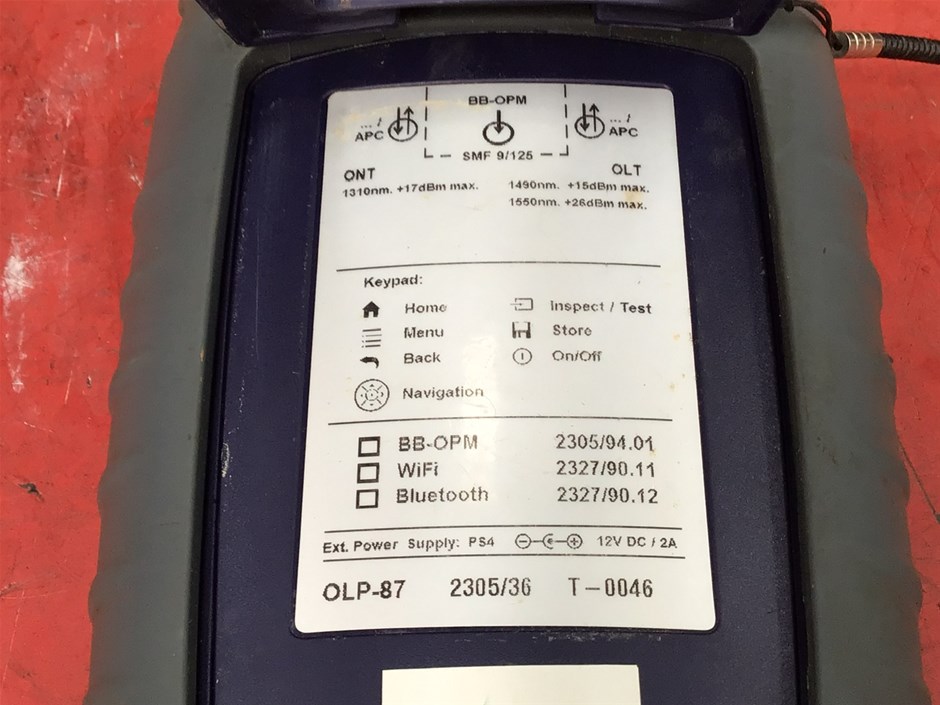 BB-OPM
... / APC
... / APC
SMF 9/125
ONT
OLT
1310nm. +17dBm max.
1490nm. +15dBm max.
1550nm. +26dBm max.
Keypad:
Home
Inspect / Test
Menu
Store
Back
On/Off
Navigation
BB-OPM 2305/94.01
WiFi 2327/90.11
Bluetooth 2327/90.12
Ext. Power Supply: PS4 12V DC / 2A
OLP-87 2305/36 T-0046